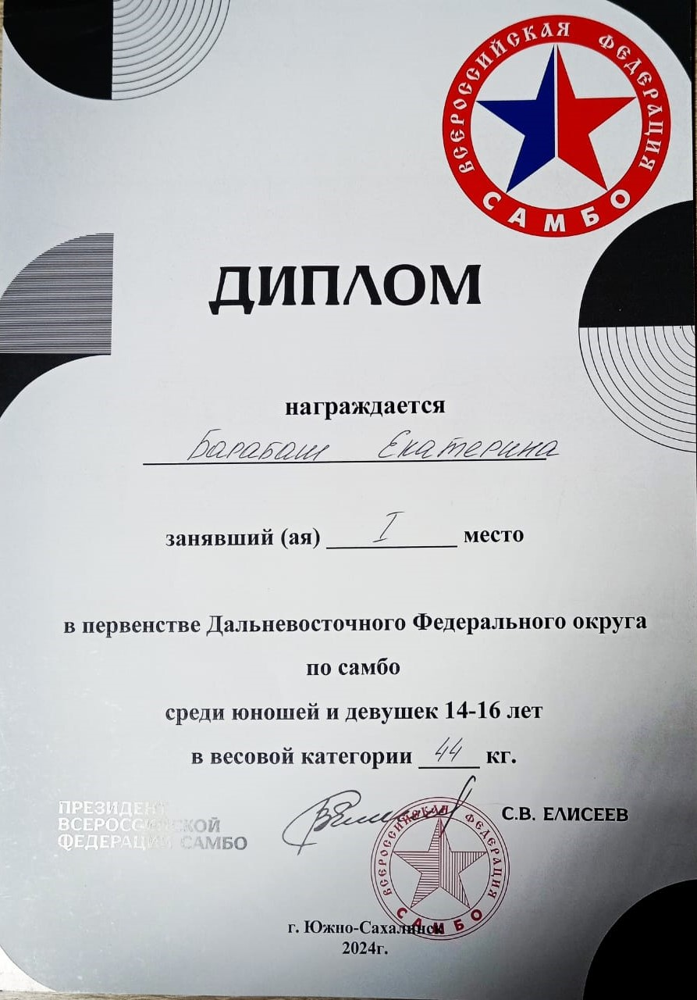 ВСЕРОССИЙСКАЯ ФЕДЕРАЦИЯ
САМБО
ДИПЛОМ
награждается
Барабаш Екатерина
занявший (ая) I место
в первенстве Дальневосточного Федерального округа
по самбо
среди юношей и девушек 14-16 лет
в весовой категории 44 кг.
ПРЕЗИДЕНТ
ВСЕРОССИЙСКОЙ
ФЕДЕРАЦИИ САМБО
С.В. ЕЛИСЕЕВ
ВСЕРОССИЙСКАЯ ФЕДЕРАЦИЯ
САМБО
г. Южно-Сахалинск
2024г.